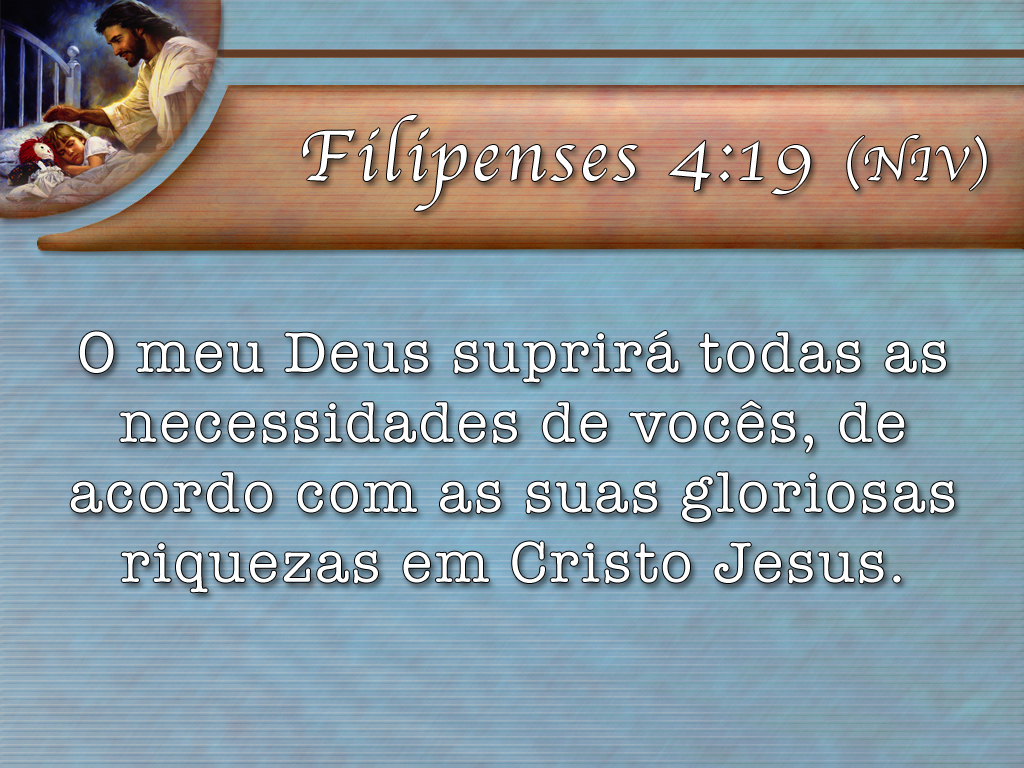 Filipenses 4:19 (NIV)
O meu Deus suprirá todas as
necessidades de vocês, de
acordo com as suas gloriosas
riquezas em Cristo Jesus.